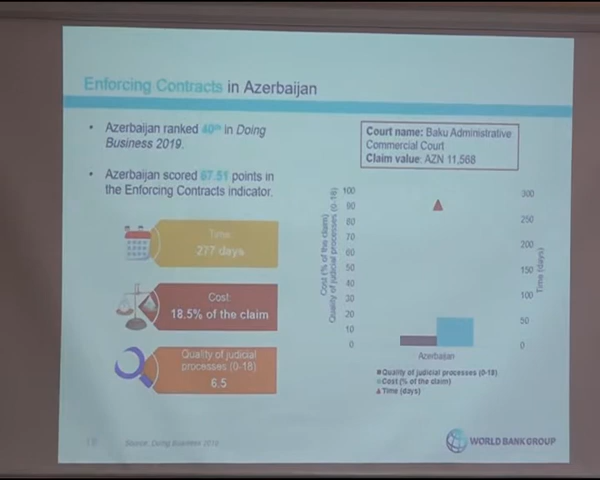 Enforcing Contracts in Azerbaijan
• Azerbaijan ranked 40th in Doing
Business 2019.
• Azerbaijan scored 67.51 points in
the Enforcing Contracts indicator.
Time
277 days
Cost
18.5% of the claim
Quality of judicial
processes (0-18)
6.5
Court name: Baku Administrative
Commercial Court
Claim value: AZN 11,568
Cost (% of the claim)
Quality of judicial processes (0-18)
100
90
80
70
60
50
40
30
20
10
0
300
250
200
150
100
50
0
Time (days)
Azerbaijan
Quality of judicial processes (0-18)
Cost (% of the claim)
Time (days)
Source: Doing Business 2019
WORLD BANK GROUP